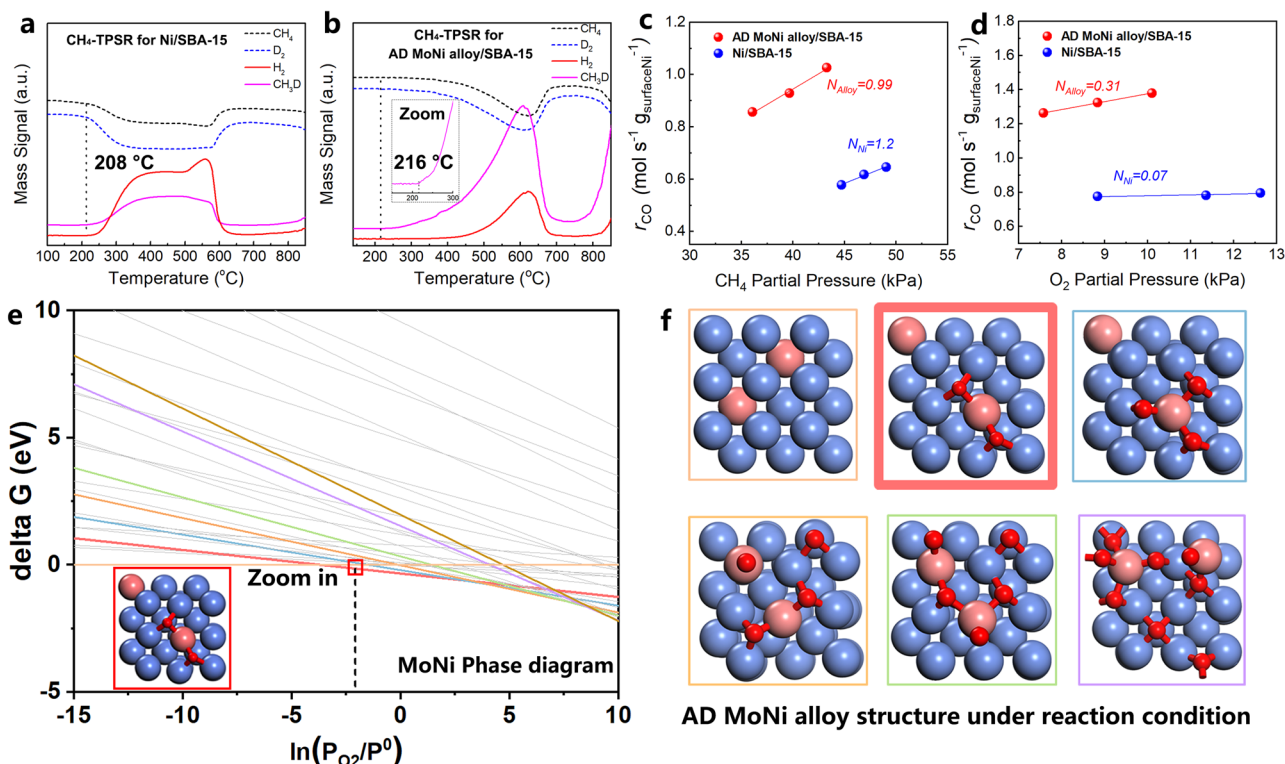 a
CH₄-TPSR for Ni/SBA-15
CH₄
D₂
H₂
CH₃D
208 °C
Mass Signal (a.u.)
100 200 300 400 500 600 700 800
Temperature (°C)
b
CH₄-TPSR for
AD MoNi alloy/SBA-15
CH₄
D₂
H₂
CH₃D
Zoom
216 °C
200 300
Mass Signal (a.u.)
200 300 400 500 600 700 800
Temperature (°C)
c
AD MoNi alloy/SBA-15
Ni/SBA-15
N_Alloy=0.99
N_Ni=1.2
r_CO (mol s⁻¹ g_surfaceNi⁻¹)
1.2
1.0
0.8
0.6
0.4
30 35 40 45 50 55
CH₄ Partial Pressure (kPa)
d
AD MoNi alloy/SBA-15
Ni/SBA-15
N_Alloy=0.31
N_Ni=0.07
r_CO (mol s⁻¹ g_surfaceNi⁻¹)
1.8
1.6
1.4
1.2
1.0
0.8
0.6
7 8 9 10 11 12 13
O₂ Partial Pressure (kPa)
e
10
5
0
-5
delta G (eV)
Zoom in
MoNi Phase diagram
-15 -10 -5 0 5 10
ln(P_O2/P⁰)
f
AD MoNi alloy structure under reaction condition